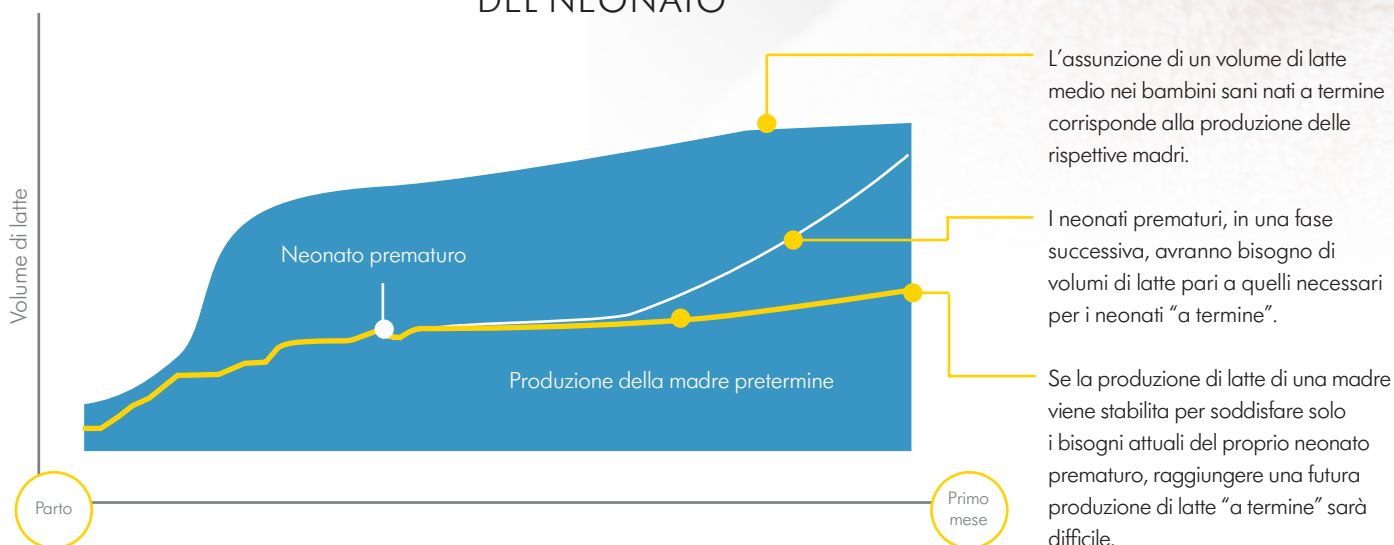 DEL NEONATO
L’assunzione di un volume di latte
medio nei bambini sani nati a termine
corrisponde alla produzione delle
rispettive madri.
I neonati prematuri, in una fase
successiva, avranno bisogno di
volumi di latte pari a quelli necessari
per i neonati “a termine”.
Se la produzione di latte di una madre
viene stabilita per soddisfare solo
i bisogni attuali del proprio neonato
prematuro, raggiungere una futura
produzione di latte “a termine” sarà
difficile.
Volume di latte
Neonato prematuro
Produzione della madre pretermine
Parto
Primo
mese